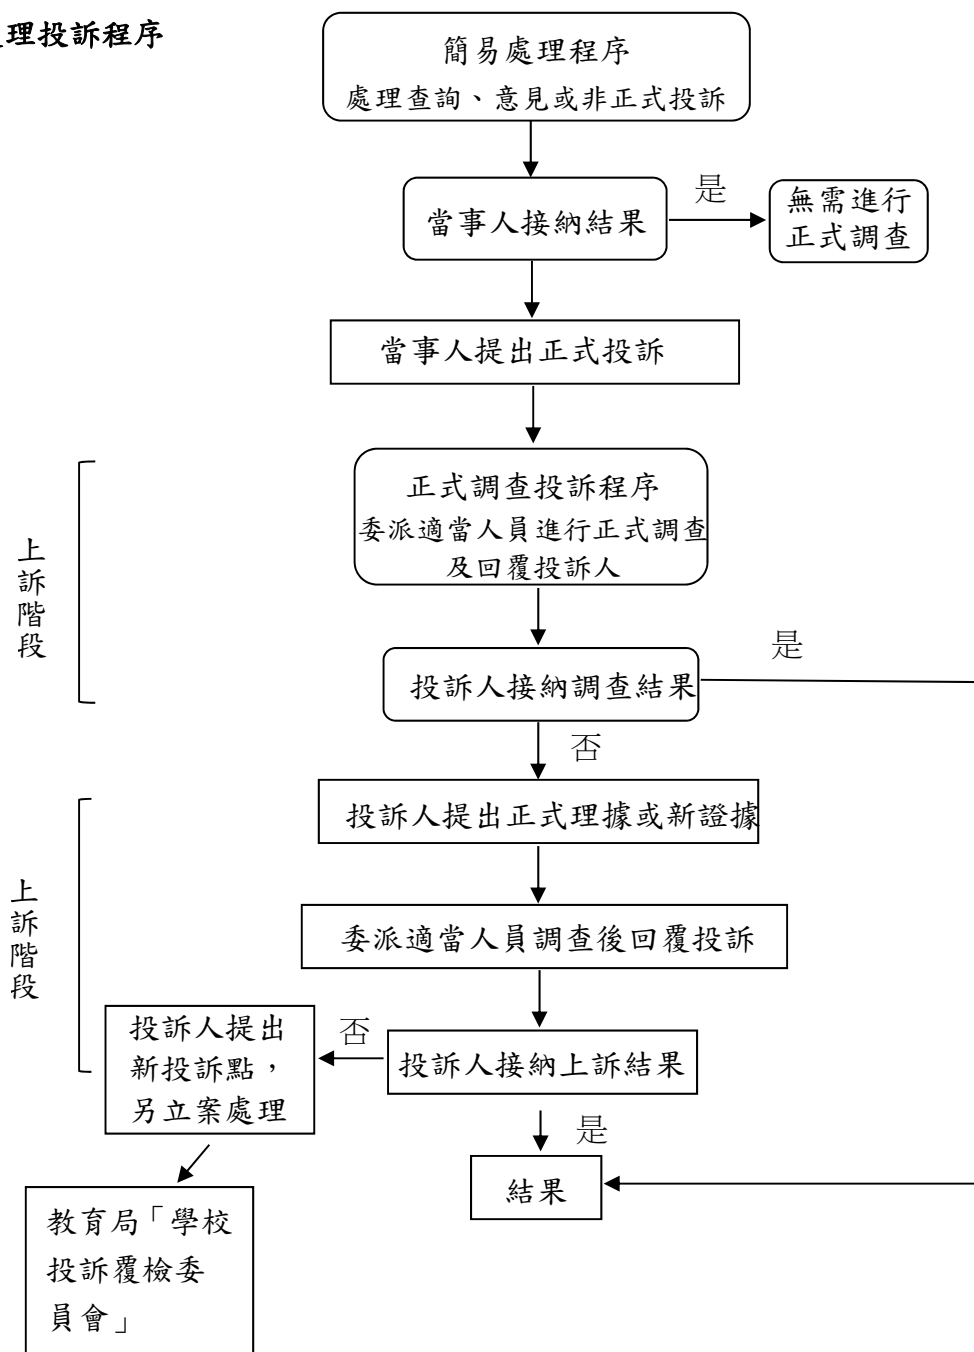 理投訴程序
簡易處理程序
處理查詢、意見或非正式投訴
當事人接納結果
是
無需進行
正式調查
當事人提出正式投訴
上訴階段
正式調查投訴程序
委派適當人員進行正式調查
及回覆投訴人
投訴人接納調查結果
是
否
投訴人提出正式理據或新證據
上訴階段
委派適當人員調查後回覆投訴
投訴人接納上訴結果
否
投訴人提出
新投訴點，
另立案處理
是
結果
教育局「學校
投訴覆檢委
員會」